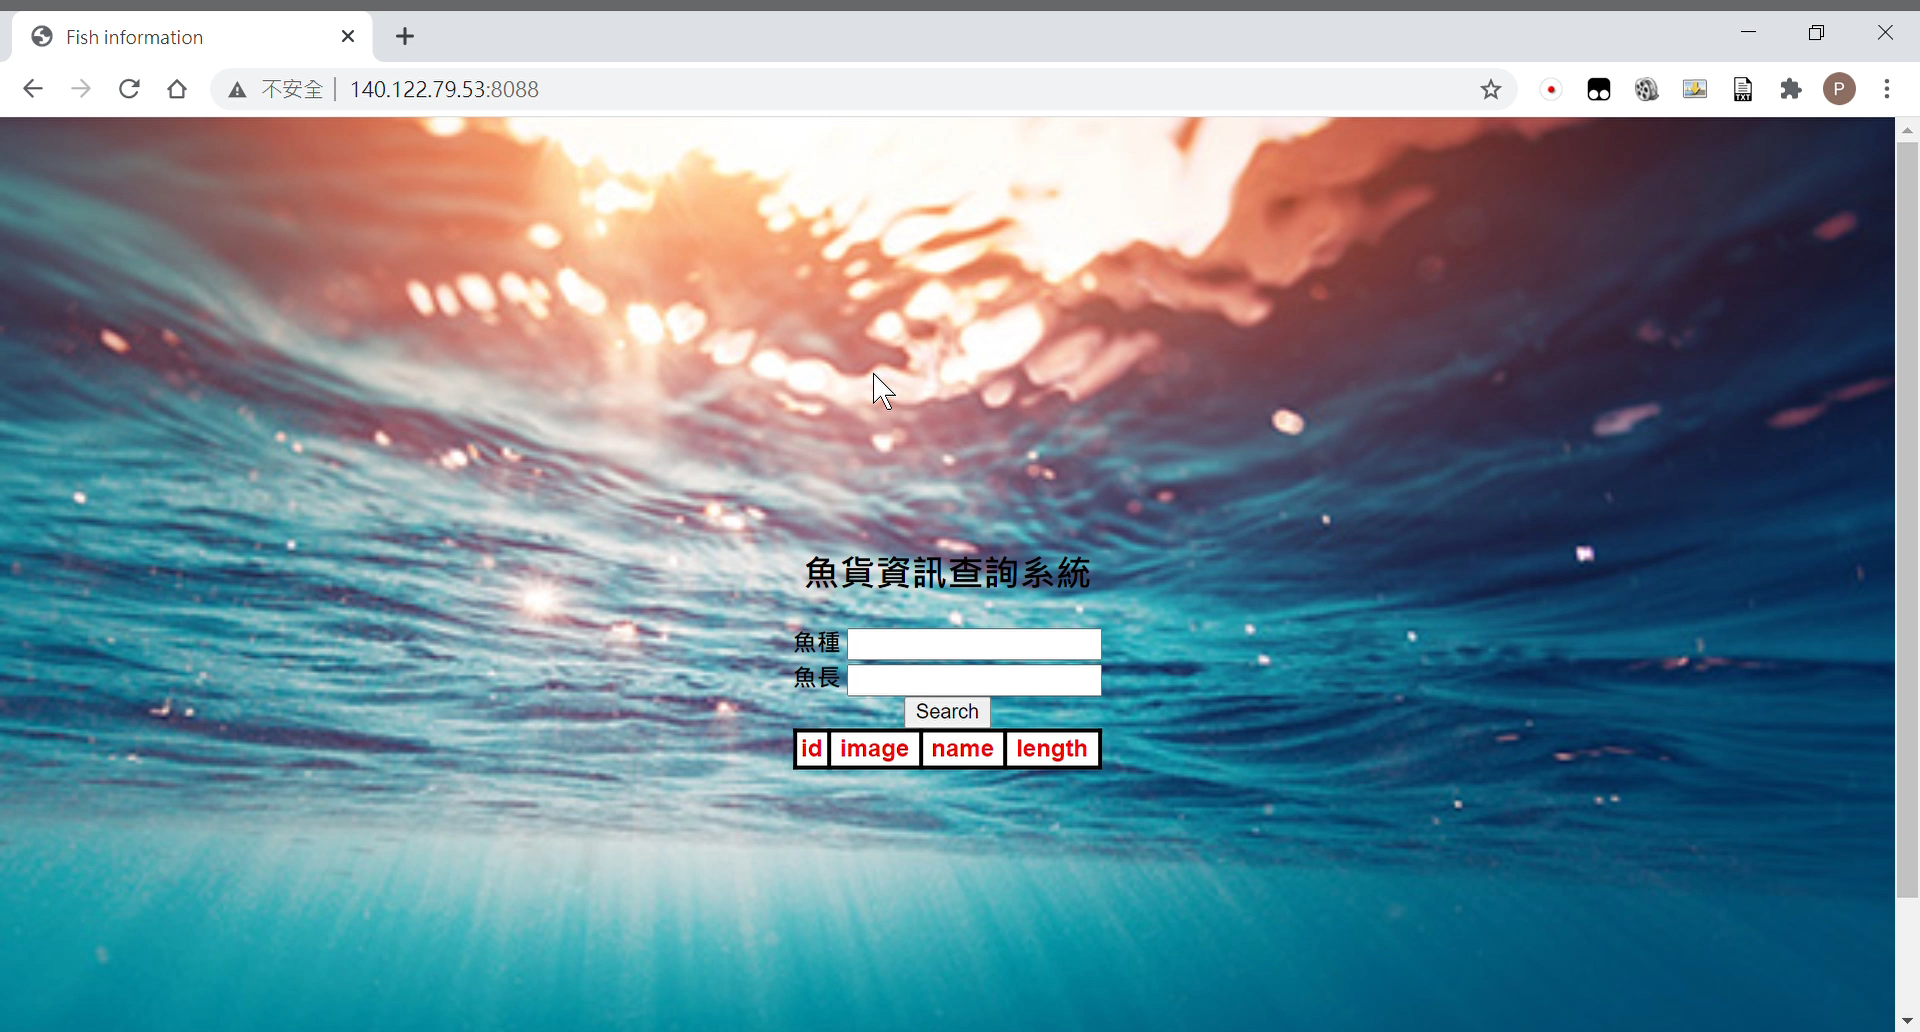 Fish information
不安全 140.122.79.53:8088
TXT
P
魚貨資訊查詢系統
魚種
魚長
Search
id image name length